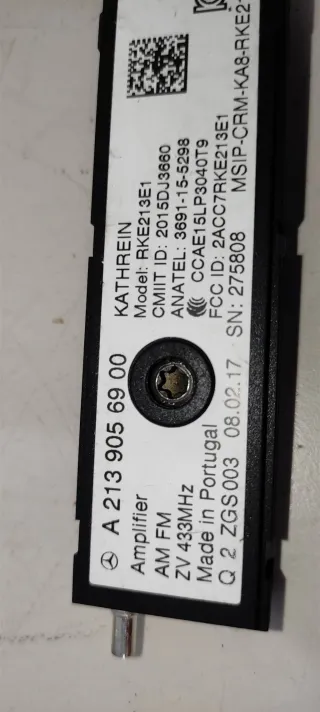 A 213 905 69 00
KATHREIN
Amplifier
Model: RKE213E1
AM FM
CMIIT ID: 2015DJ3660
ZV 433MHz
ANATEL: 3691-15-5298
CCAE15LP3040T9
Made in Portugal
FCC ID: 2ACC7RKE213E1
Q 2 ZGS003 08.02.17 SN: 275808
MSIP-CRM-KA8-RKE21